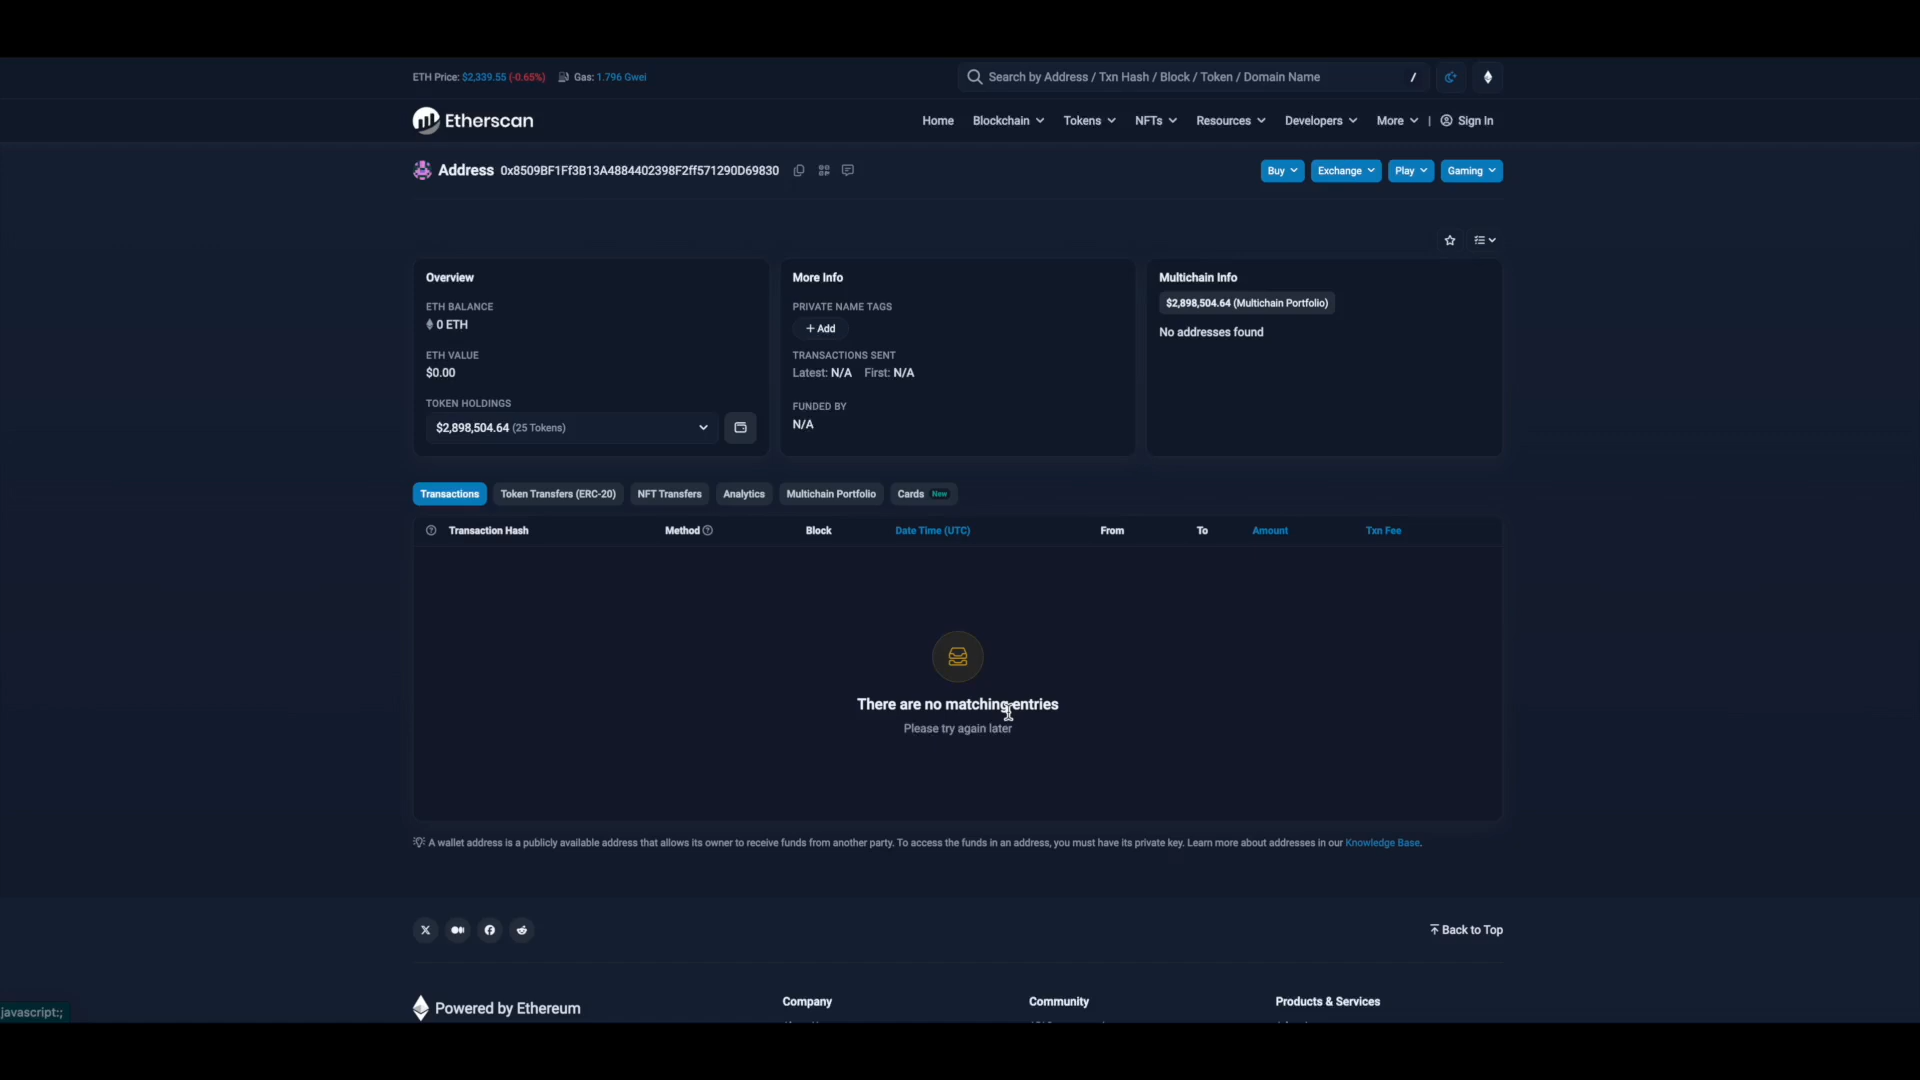 ETH Price: $2,339.55 (-0.65%) Gas: 1.796 Gwei
Search by Address / Txn Hash / Block / Token / Domain Name /
Etherscan
Home Blockchain Tokens NFTs Resources Developers More | Sign In
Address 0x8509BF1Ff3B13A4884402398F2ff571290D69830
Buy Exchange Play Gaming
Overview
ETH BALANCE
0 ETH
ETH VALUE
$0.00
TOKEN HOLDINGS
$2,898,504.64 (25 Tokens)
More Info
PRIVATE NAME TAGS
+ Add
TRANSACTIONS SENT
Latest: N/A First: N/A
FUNDED BY
N/A
Multichain Info
$2,898,504.64 (Multichain Portfolio)
No addresses found
Transactions Token Transfers (ERC-20) NFT Transfers Analytics Multichain Portfolio Cards New
Transaction Hash Method Block Date Time (UTC) From To Amount Txn Fee
There are no matching entries
Please try again later
A wallet address is a publicly available address that allows its owner to receive funds from another party. To access the funds in an address, you must have its private key. Learn more about addresses in our Knowledge Base.
Back to Top
Powered by Ethereum
Company
Community
Products & Services
javascript:;